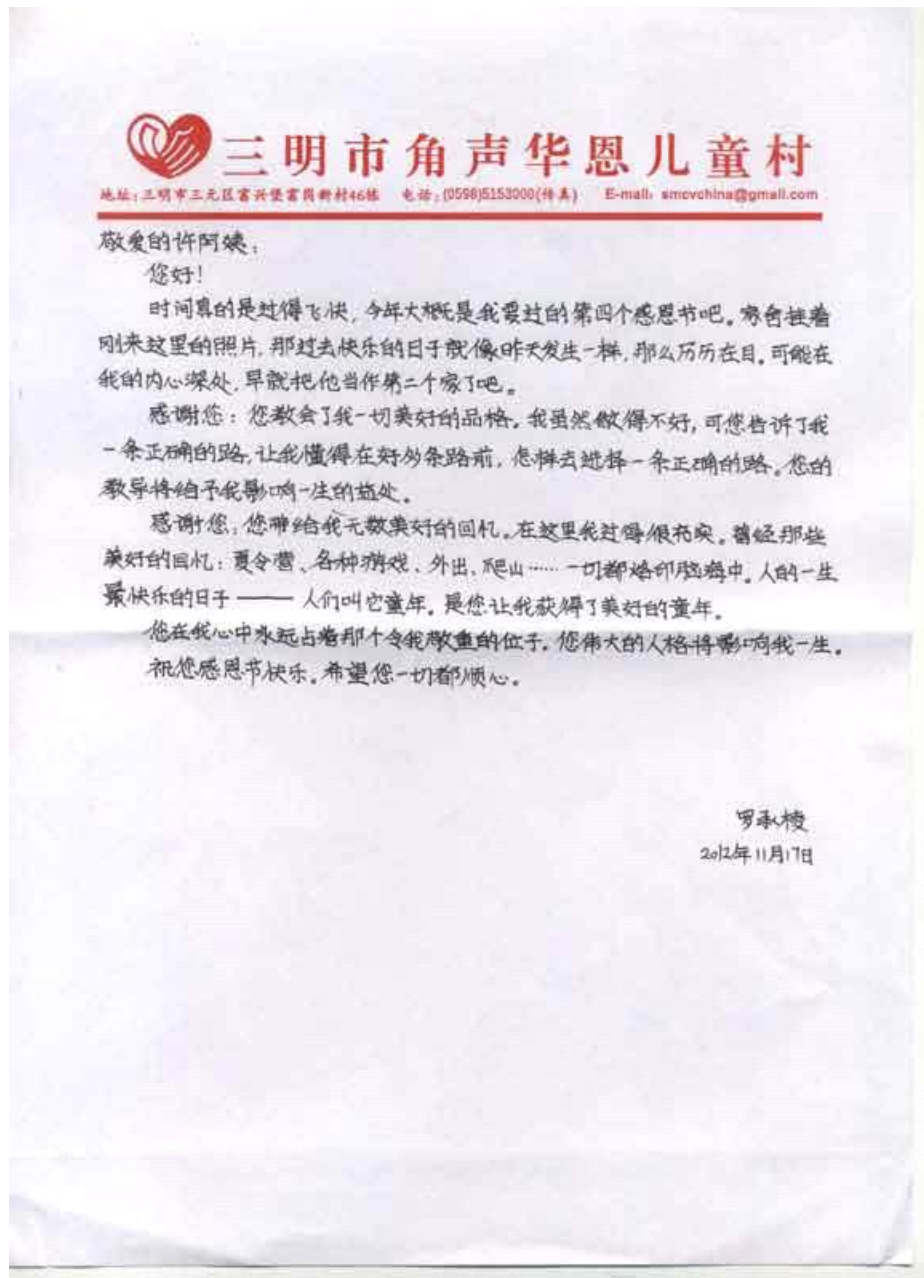 三明市角声华恩儿童村
地址:三明市三元区富兴堡富岗新村46栋 电话:(0598)5153000(传真) E-mail: smcvchina@gmail.com
敬爱的许阿姨:
您好!
时间真的是过得飞快,今年大概是我要过的第四个感恩节吧。宿舍挂着
刚来这里的照片,那过去快乐的日子就像昨天发生一样,那么历历在目。可能在
我的内心深处,早就把他当作第二个家了吧。
感谢您:您教会了我一切美好的品格。我虽然做得不好,可您告诉了我
一条正确的路,让我懂得在好多条路前,怎样去选择一条正确的路。您的
教导将给予我影响一生的益处。
感谢您:您带给我无数美好的回忆。在这里我过得很充实。曾经那些
美好的回忆:夏令营、各种游戏、外出、爬山……一切都烙印脑海中。人的一生
最快乐的日子——人们叫它童年。是您让我获得了美好的童年。
您在我心中永远占着那个令我敬重的位子。您伟大的人格将影响我一生。
祝您感恩节快乐。希望您一切都顺心。
罗承
2012年11月17日